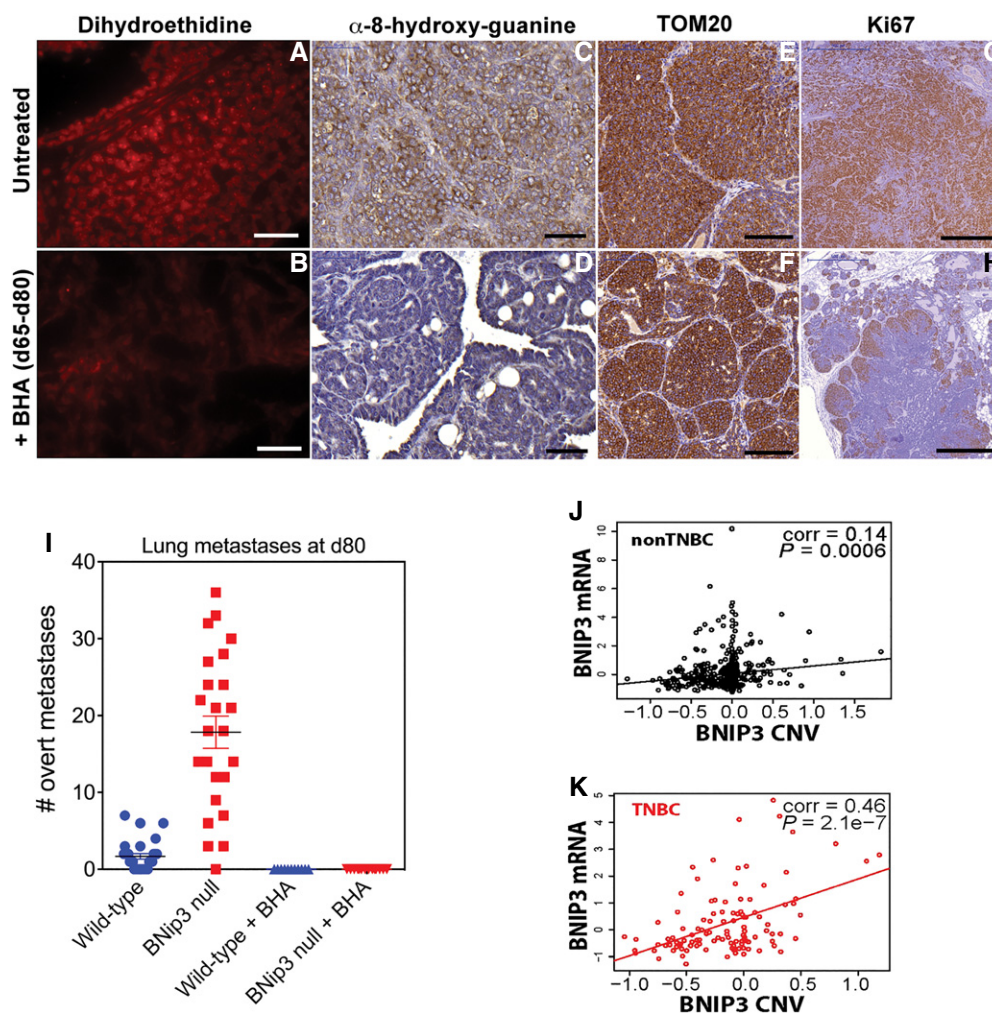 Dihydroethidine
α-8-hydroxy-guanine
TOM20
Ki67
Untreated
A
C
E
G
+ BHA (d65-d80)
B
D
F
H
I
Lung metastases at d80
# overt metastases
40
30
20
10
0
Wild-type
BNip3 null
Wild-type + BHA
BNip3 null + BHA
J
nonTNBC
corr = 0.14
P = 0.0006
BNIP3 mRNA
10
8
6
4
2
0
−1.0
−0.5
0.0
0.5
1.0
1.5
BNIP3 CNV
K
TNBC
corr = 0.46
P = 2.1e−7
BNIP3 mRNA
5
4
3
2
1
0
−1
−1.0
−0.5
0.0
0.5
1.0
BNIP3 CNV